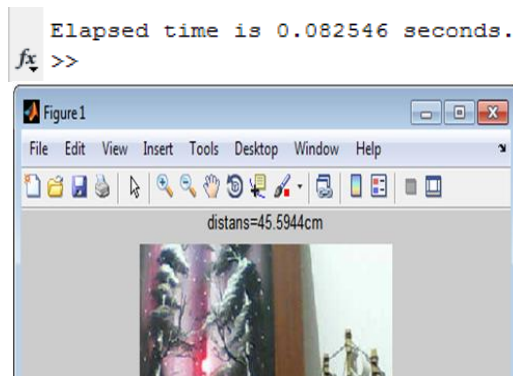 Elapsed time is 0.082546 seconds.
fx >>
Figure 1
File Edit View Insert Tools Desktop Window Help
distans=45.5944cm